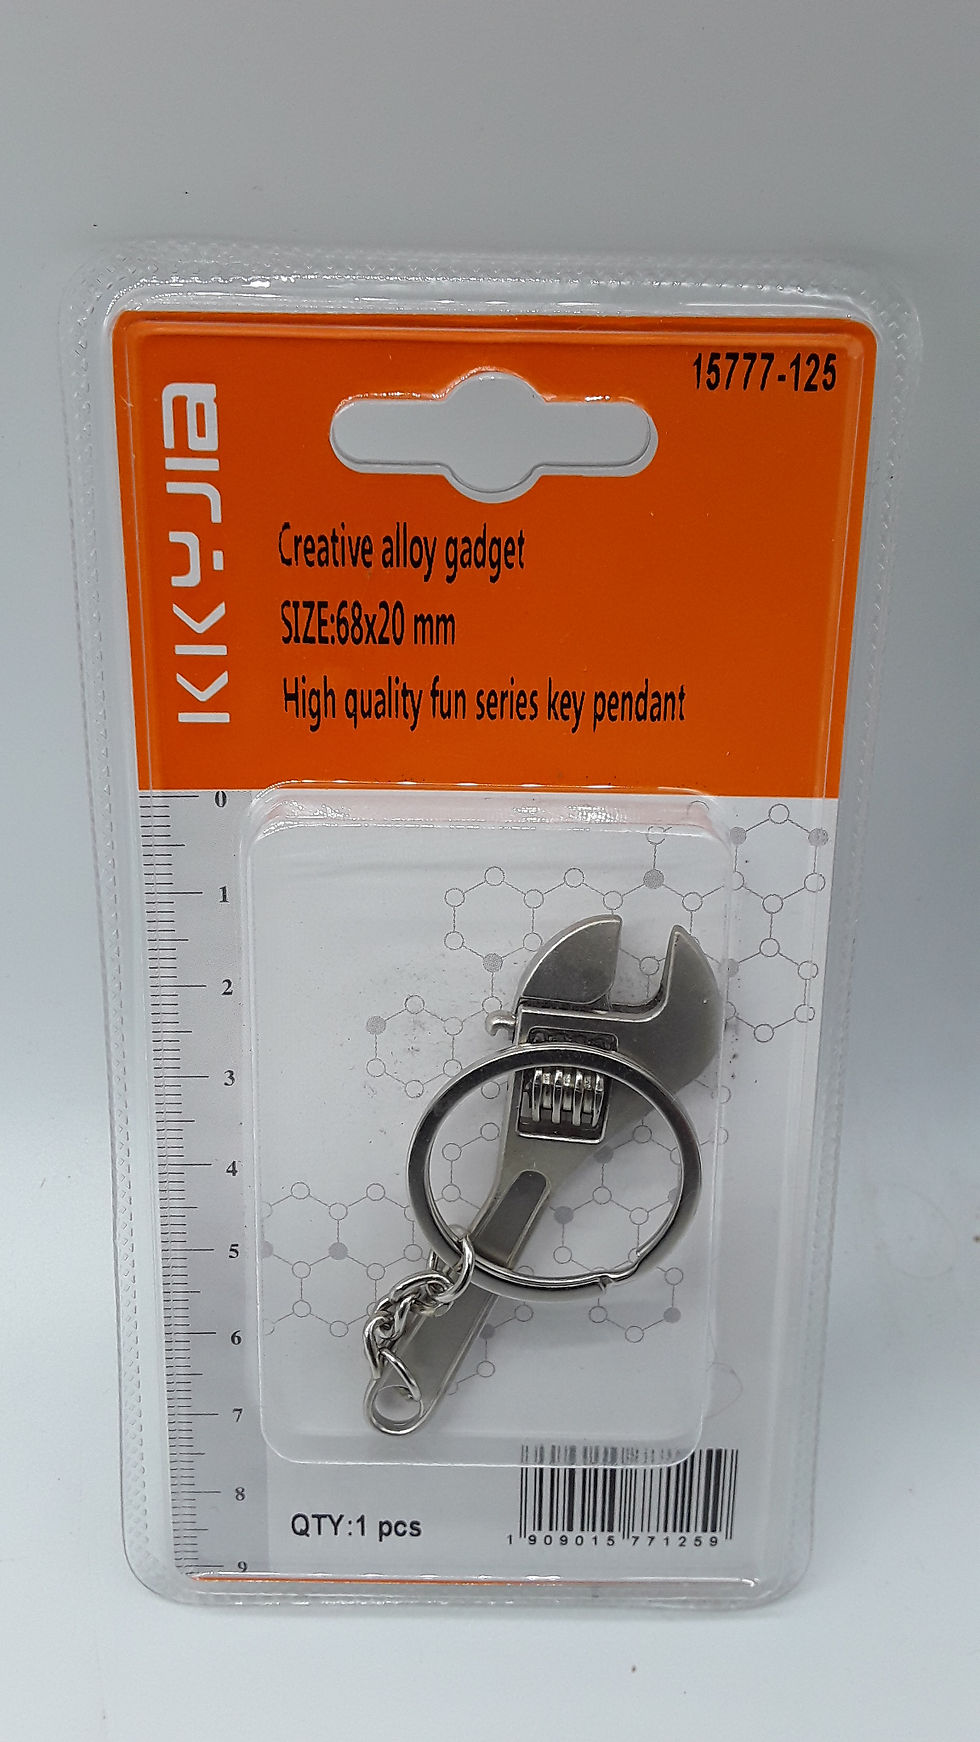 15777-125
KKYJIA
Creative alloy gadget
SIZE:68x20 mm
High quality fun series key pendant
0
1
2
3
4
5
6
7
8
9
QTY:1 pcs
1 909015 771259